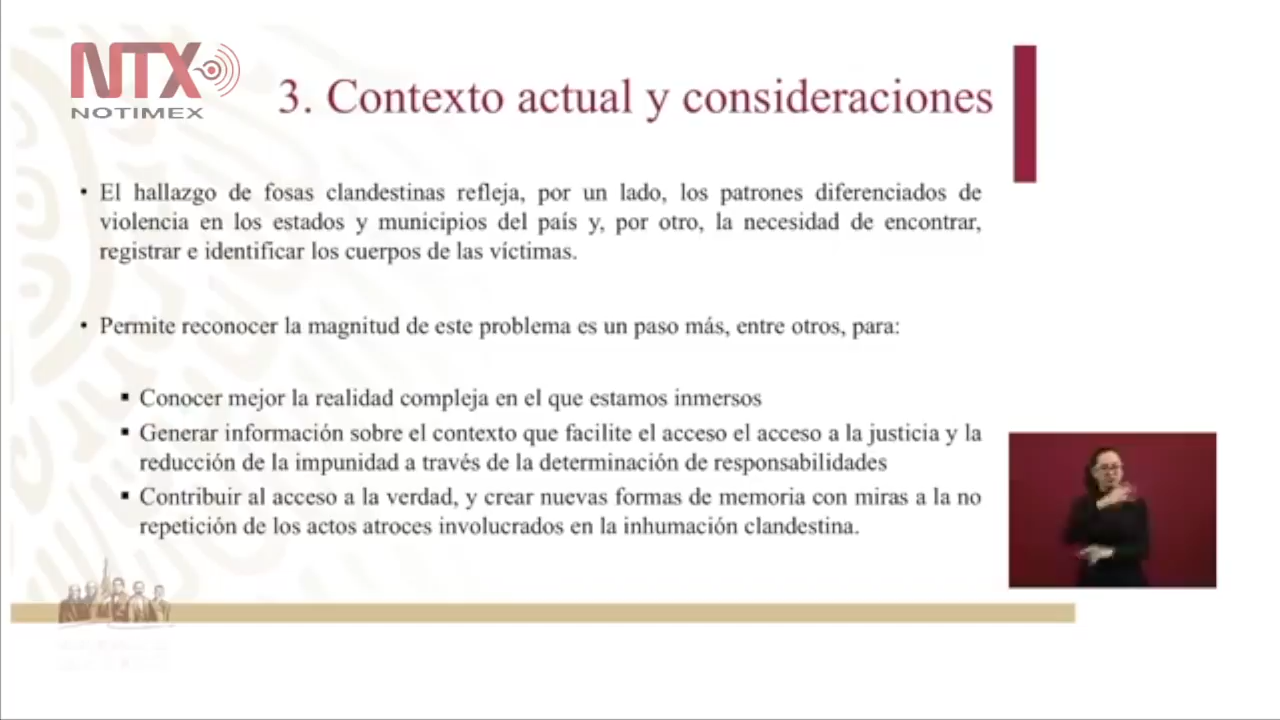 NTX
NOTIMEX
3. Contexto actual y consideraciones
• El hallazgo de fosas clandestinas refleja, por un lado, los patrones diferenciados de
violencia en los estados y municipios del país y, por otro, la necesidad de encontrar,
registrar e identificar los cuerpos de las víctimas.
• Permite reconocer la magnitud de este problema es un paso más, entre otros, para:
▪ Conocer mejor la realidad compleja en el que estamos inmersos
▪ Generar información sobre el contexto que facilite el acceso el acceso a la justicia y la
reducción de la impunidad a través de la determinación de responsabilidades
▪ Contribuir al acceso a la verdad, y crear nuevas formas de memoria con miras a la no
repetición de los actos atroces involucrados en la inhumación clandestina.